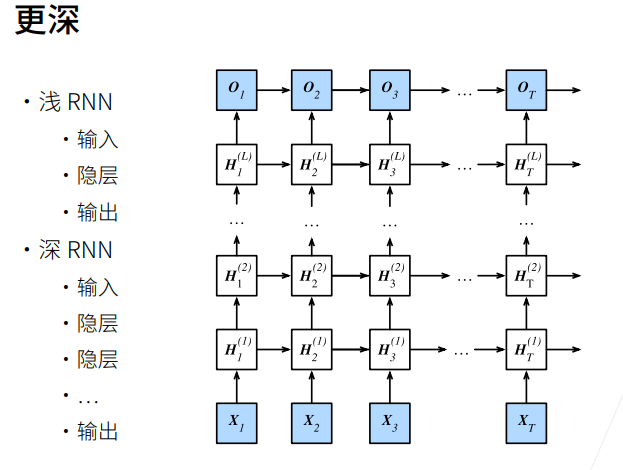 更深
• 浅 RNN
• 输入
• 隐层
• 输出
• 深 RNN
• 输入
• 隐层
• 隐层
• …
• 输出
O_1 O_2 O_3 … O_T
H_1^{(L)} H_2^{(L)} H_3^{(L)} … H_T^{(L)}
… … … …
H_1^{(2)} H_2^{(2)} H_3^{(2)} … H_T^{(2)}
H_1^{(1)} H_2^{(1)} H_3^{(1)} … H_T^{(1)}
X_1 X_2 X_3 X_T